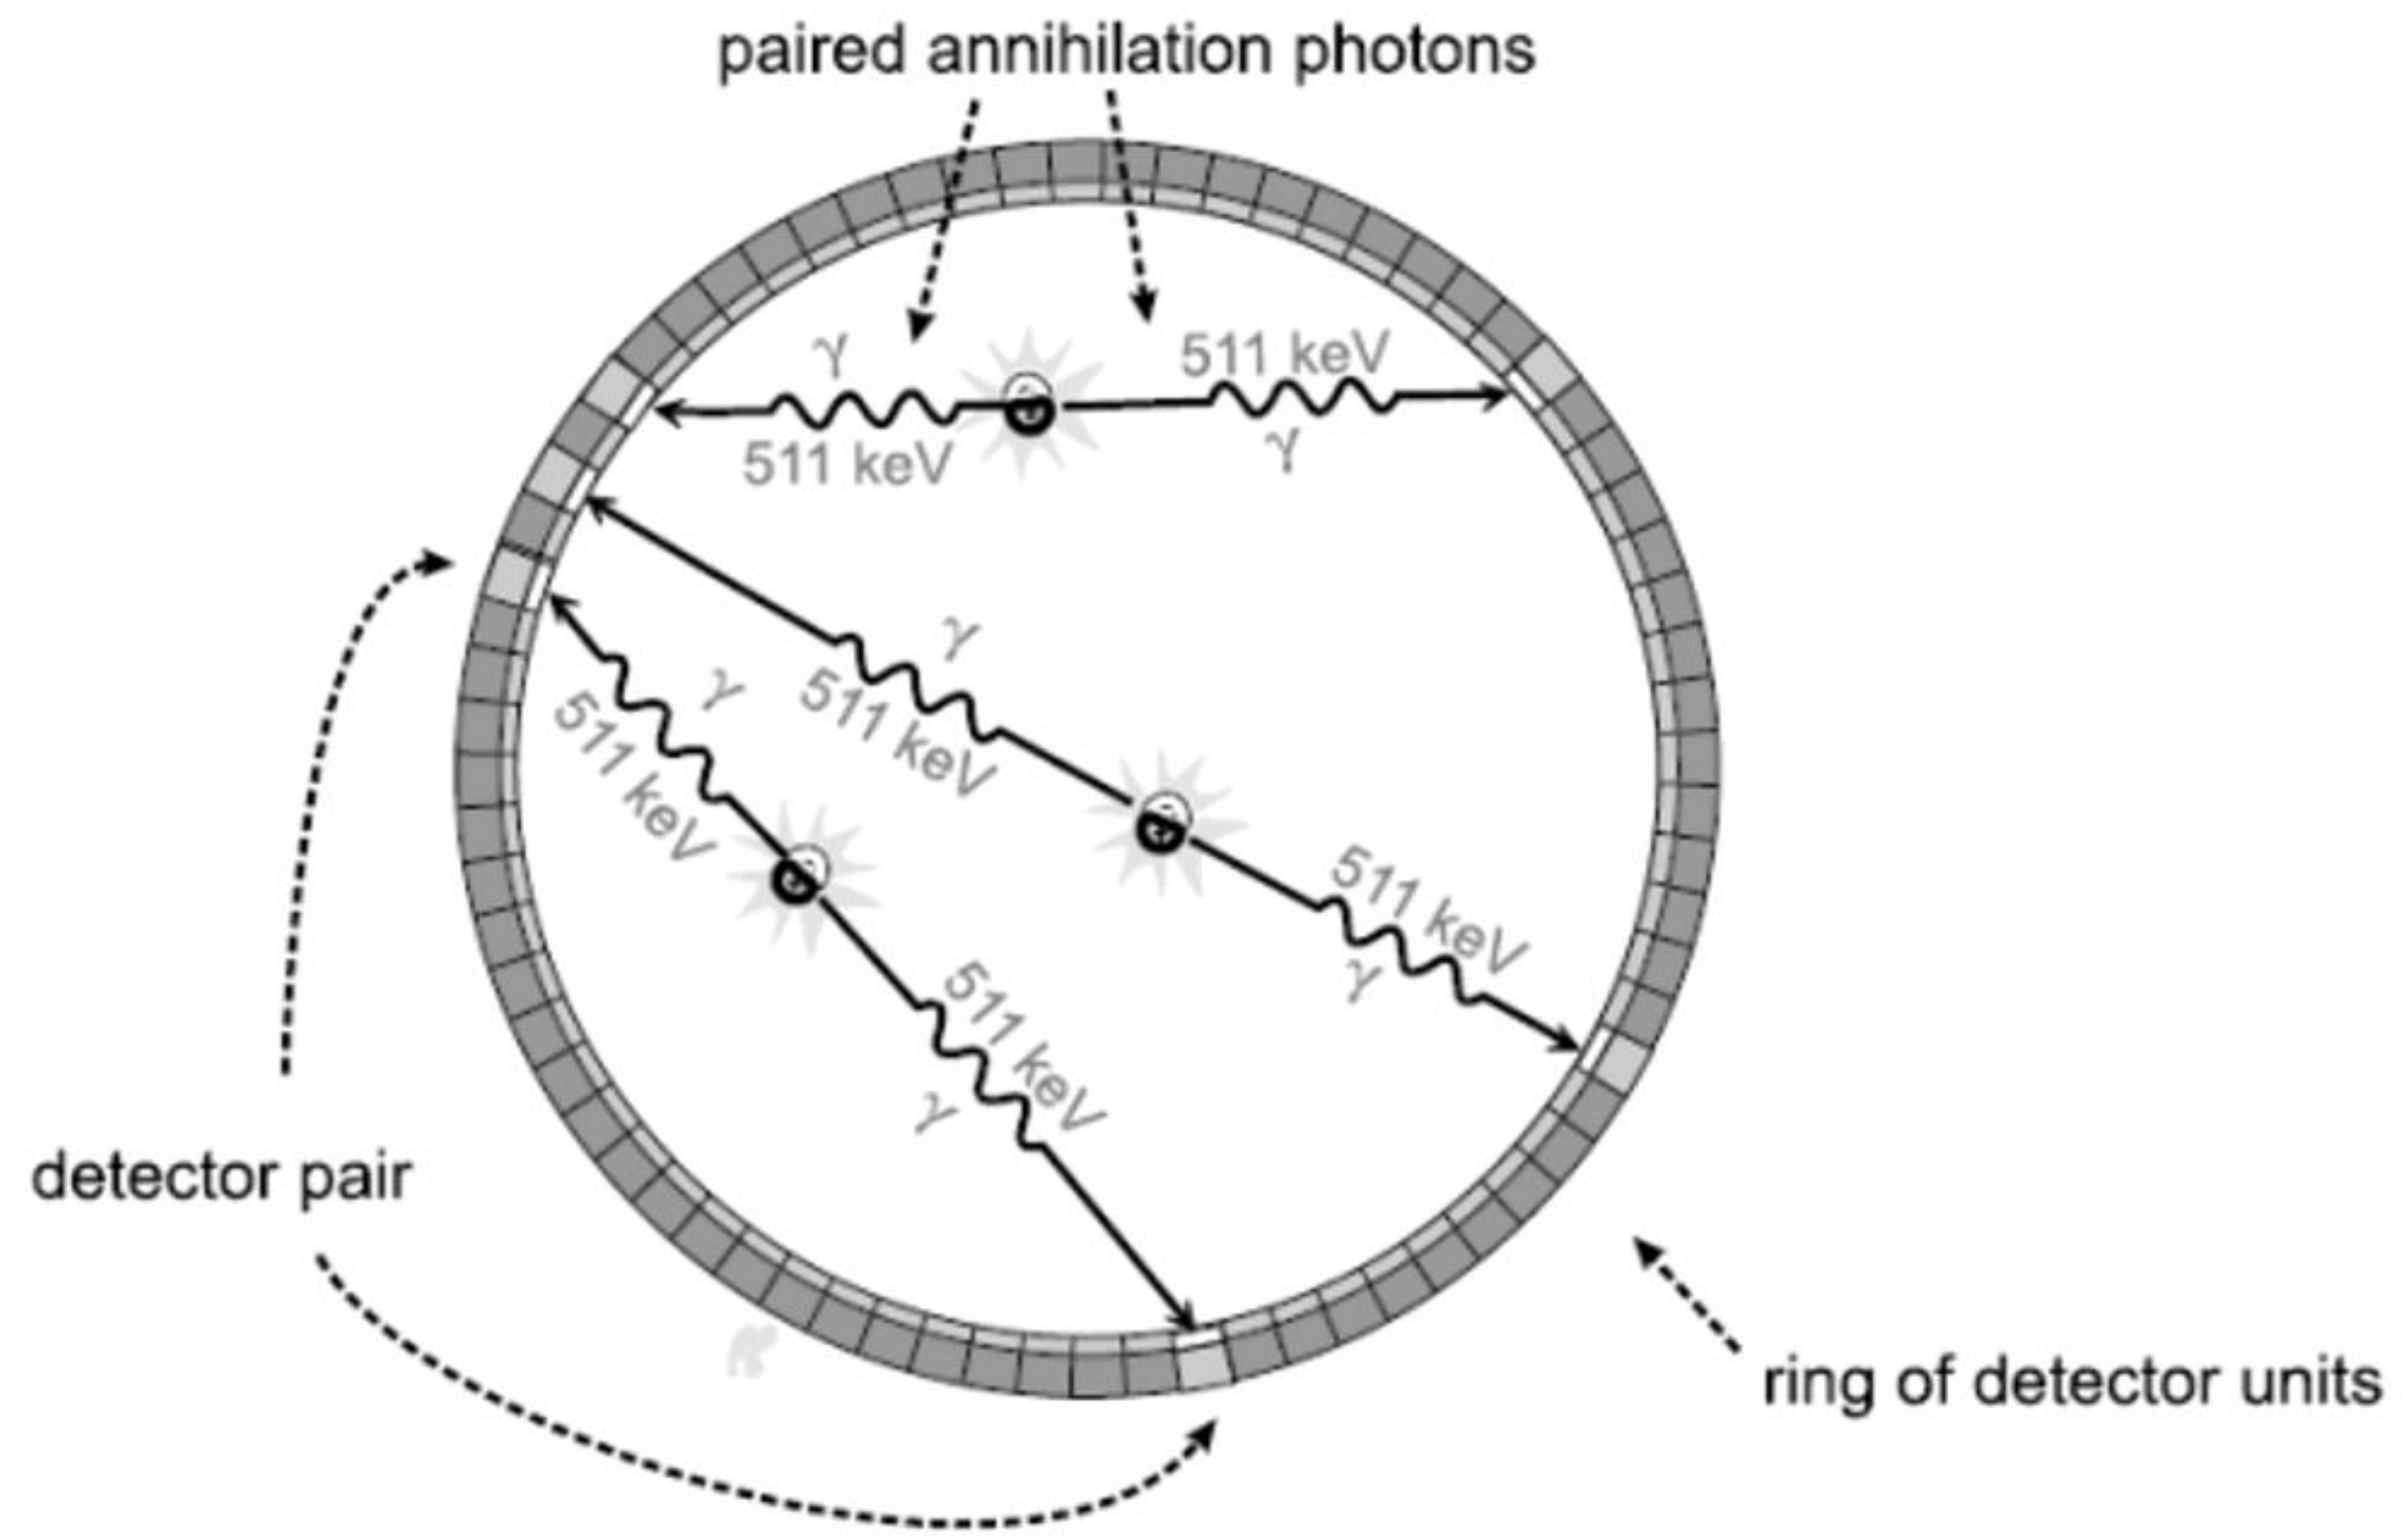 paired annihilation photons
γ
511 keV
511 keV
γ
γ
511 keV
γ
511 keV
511 keV
γ
511 keV
γ
detector pair
ring of detector units